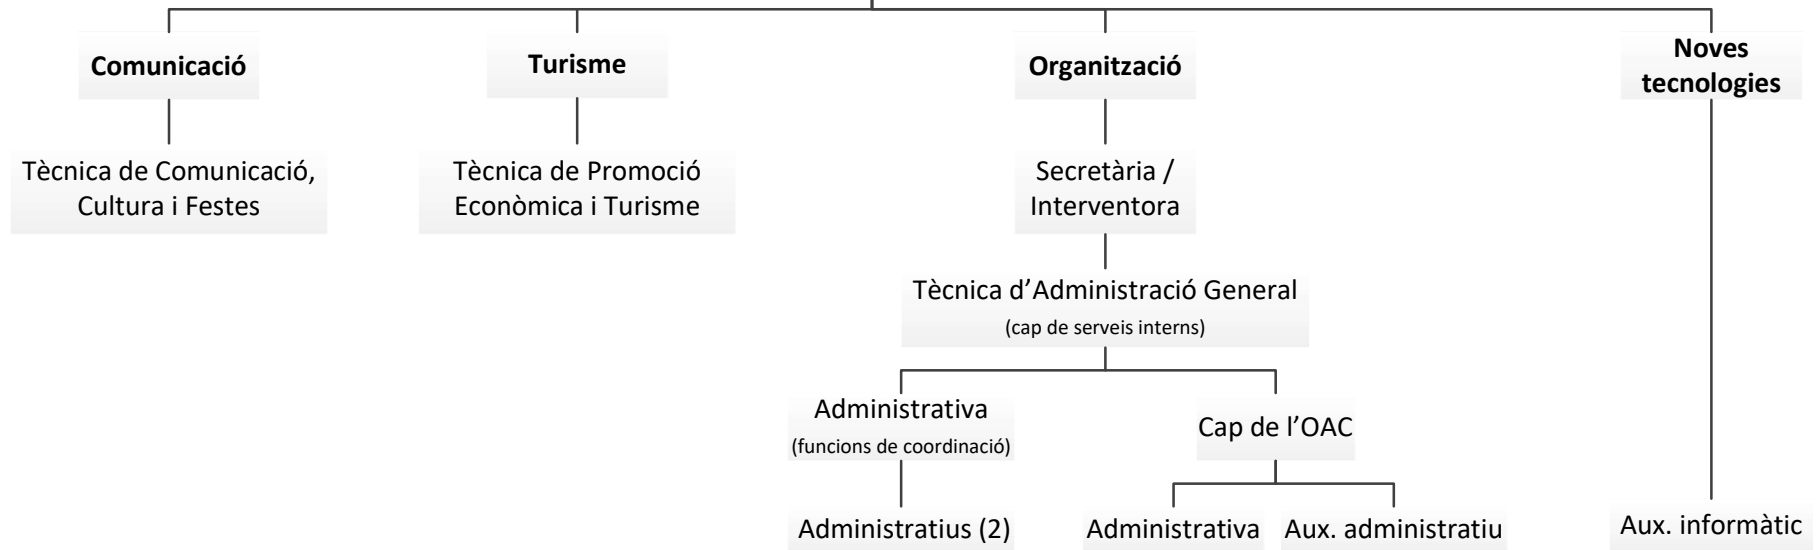 Comunicació
Turisme
Organització
Noves
tecnologies
Tècnica de Comunicació,
Cultura i Festes
Tècnica de Promoció
Econòmica i Turisme
Secretària /
Interventora
Tècnica d’Administració General
(cap de serveis interns)
Administrativa
(funcions de coordinació)
Cap de l’OAC
Administratius (2)
Administrativa
Aux. administratiu
Aux. informàtic